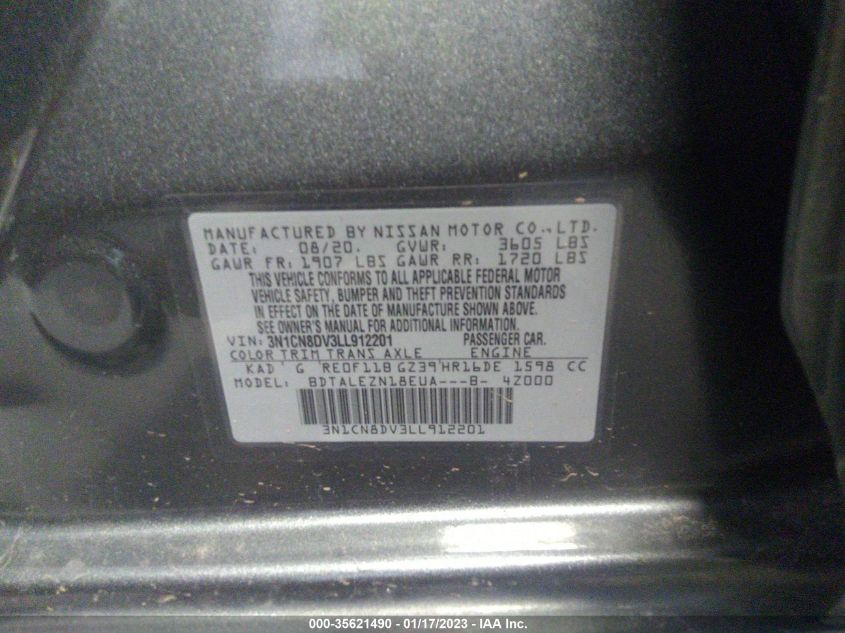 MANUFACTURED BY NISSAN MOTOR CO., LTD.
DATE: 08/20. GVWR: 3605 LBS
GAWR FR: 1907 LBS GAWR RR: 1720 LBS
THIS VEHICLE CONFORMS TO ALL APPLICABLE FEDERAL MOTOR
VEHICLE SAFETY, BUMPER AND THEFT PREVENTION STANDARDS
IN EFFECT ON THE DATE OF MANUFACTURE SHOWN ABOVE.
SEE OWNER'S MANUAL FOR ADDITIONAL INFORMATION.
VIN: 3N1CN8DV3LL912201 PASSENGER CAR.
COLOR TRIM TRANS AXLE ENGINE
KAD G RE0F11B GZ39 HR16DE 1598 CC
MODEL: BDTALEZN18EUA---B- 4Z000
3N1CN8DV3LL912201
000-35621490 - 01/17/2023 - IAA Inc.